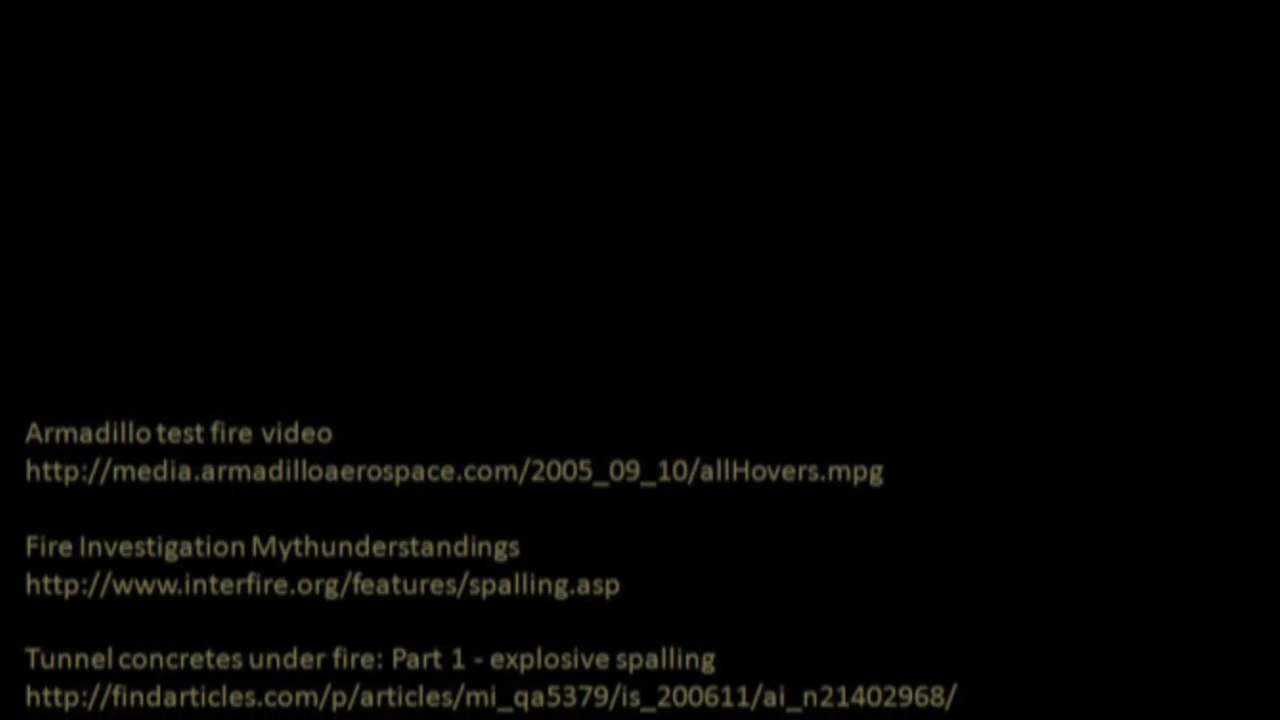 Armadillo test fire video
http://media.armadilloaerospace.com/2005_09_10/allHovers.mpg
Fire Investigation Mythunderstandings
http://www.interfire.org/features/spalling.asp
Tunnel concretes under fire: Part 1 - explosive spalling
http://findarticles.com/p/articles/mi_qa5379/is_200611/ai_n21402968/